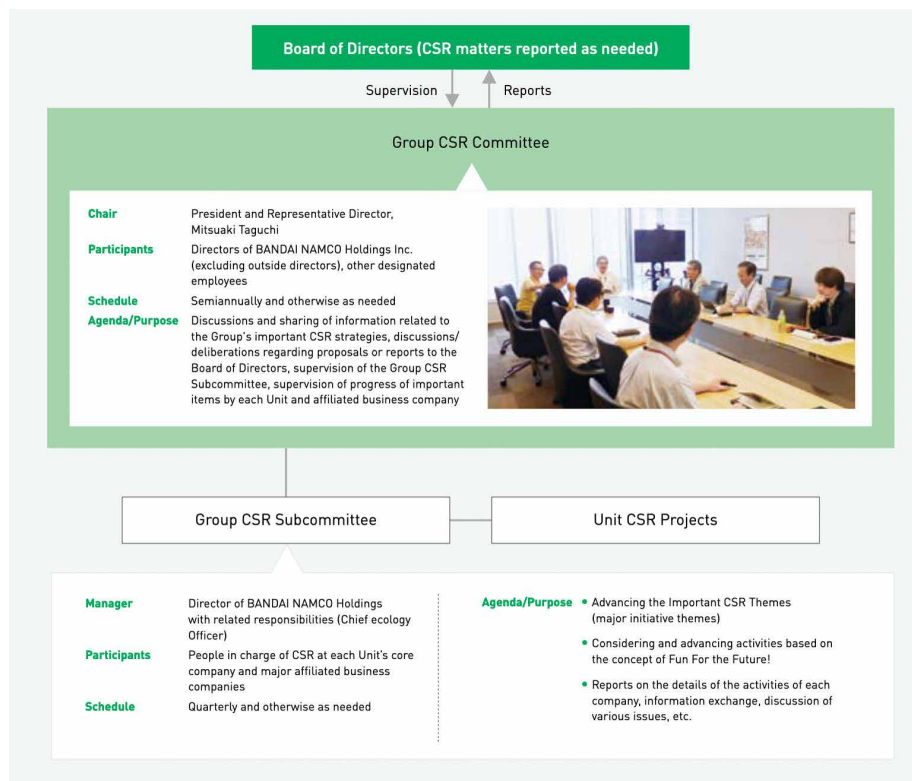 Board of Directors (CSR matters reported as needed)
Supervision
Reports
Group CSR Committee
Chair
President and Representative Director,
Mitsuaki Taguchi
Participants
Directors of BANDAI NAMCO Holdings Inc.
(excluding outside directors), other designated
employees
Schedule
Semiannually and otherwise as needed
Agenda/Purpose
Discussions and sharing of information related to
the Group's important CSR strategies, discussions/
deliberations regarding proposals or reports to the
Board of Directors, supervision of the Group CSR
Subcommittee, supervision of progress of important
items by each Unit and affiliated business company
Group CSR Subcommittee
Unit CSR Projects
Manager
Director of BANDAI NAMCO Holdings
with related responsibilities (Chief ecology
Officer)
Participants
People in charge of CSR at each Unit's core
company and major affiliated business
companies
Schedule
Quarterly and otherwise as needed
Agenda/Purpose
• Advancing the Important CSR Themes
(major initiative themes)
• Considering and advancing activities based on
the concept of Fun For the Future!
• Reports on the details of the activities of each
company, information exchange, discussion of
various issues, etc.